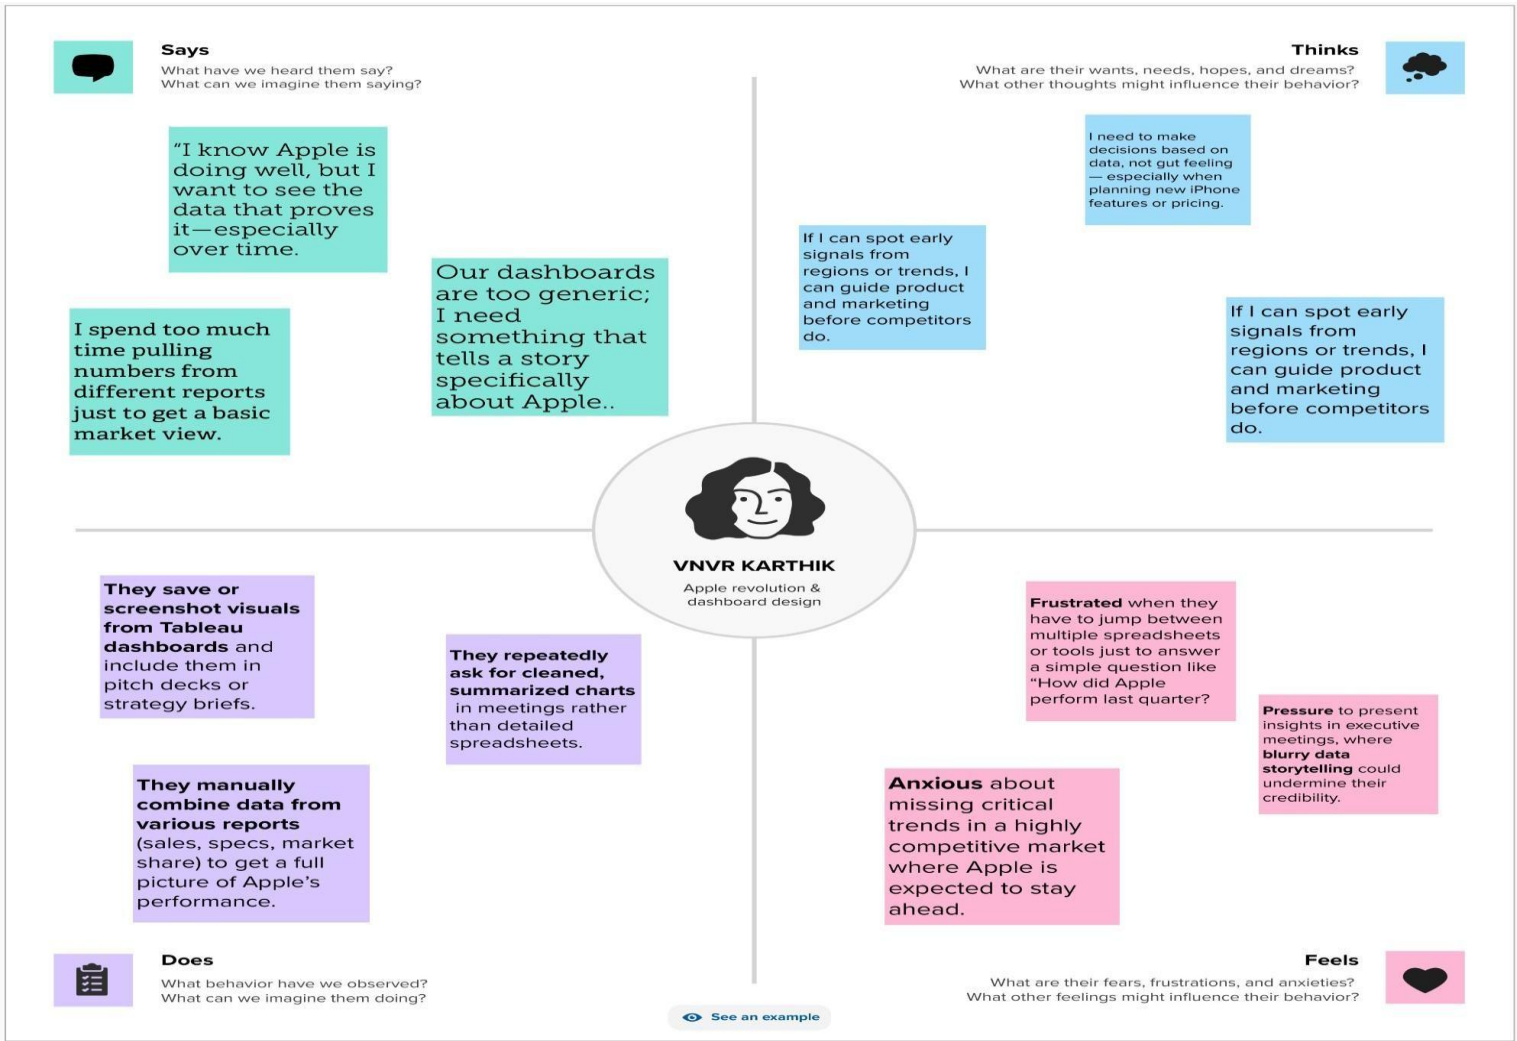 Says
What have we heard them say?
What can we imagine them saying?
Thinks
What are their wants, needs, hopes, and dreams?
What other thoughts might influence their behavior?
“I know Apple is
doing well, but I
want to see the
data that proves
it—especially
over time.
Our dashboards
are too generic;
I need
something that
tells a story
specifically
about Apple..
I spend too much
time pulling
numbers from
different reports
just to get a basic
market view.
I need to make
decisions based on
data, not gut feeling
— especially when
planning new iPhone
features or pricing.
If I can spot early
signals from
regions or trends, I
can guide product
and marketing
before competitors
do.
If I can spot early
signals from
regions or trends, I
can guide product
and marketing
before competitors
do.
VNVR KARTHIK
Apple revolution &
dashboard design
They save or
screenshot visuals
from Tableau
dashboards and
include them in
pitch decks or
strategy briefs.
They repeatedly
ask for cleaned,
summarized charts
in meetings rather
than detailed
spreadsheets.
They manually
combine data from
various reports
(sales, specs, market
share) to get a full
picture of Apple’s
performance.
Frustrated when they
have to jump between
multiple spreadsheets
or tools just to answer
a simple question like
“How did Apple
perform last quarter?
Pressure to present
insights in executive
meetings, where
blurry data
storytelling could
undermine their
credibility.
Anxious about
missing critical
trends in a highly
competitive market
where Apple is
expected to stay
ahead.
Does
What behavior have we observed?
What can we imagine them doing?
Feels
What are their fears, frustrations, and anxieties?
What other feelings might influence their behavior?
See an example